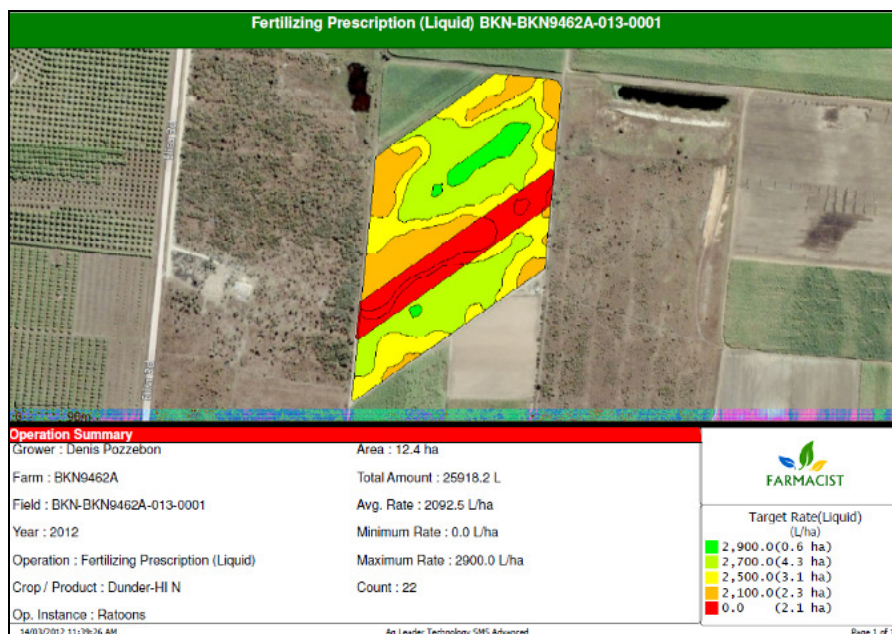 Fertilizing Prescription (Liquid) BKN-BKN9462A-013-0001
Operation Summary
Grower : Denis Pozzebon
Farm : BKN9462A
Field : BKN-BKN9462A-013-0001
Year : 2012
Operation : Fertilizing Prescription (Liquid)
Crop / Product : Dunder-HI N
Op. Instance : Ratoons
Area : 12.4 ha
Total Amount : 25918.2 L
Avg. Rate : 2092.5 L/ha
Minimum Rate : 0.0 L/ha
Maximum Rate : 2900.0 L/ha
Count : 22
FARMACIST
Target Rate(Liquid)
(L/ha)
2,900.0(0.6 ha)
2,700.0(4.3 ha)
2,500.0(3.1 ha)
2,100.0(2.3 ha)
0.0 (2.1 ha)
14/03/2012 11:39:26 AM
Ag Leader Technology SMS Advanced
Page 1 of